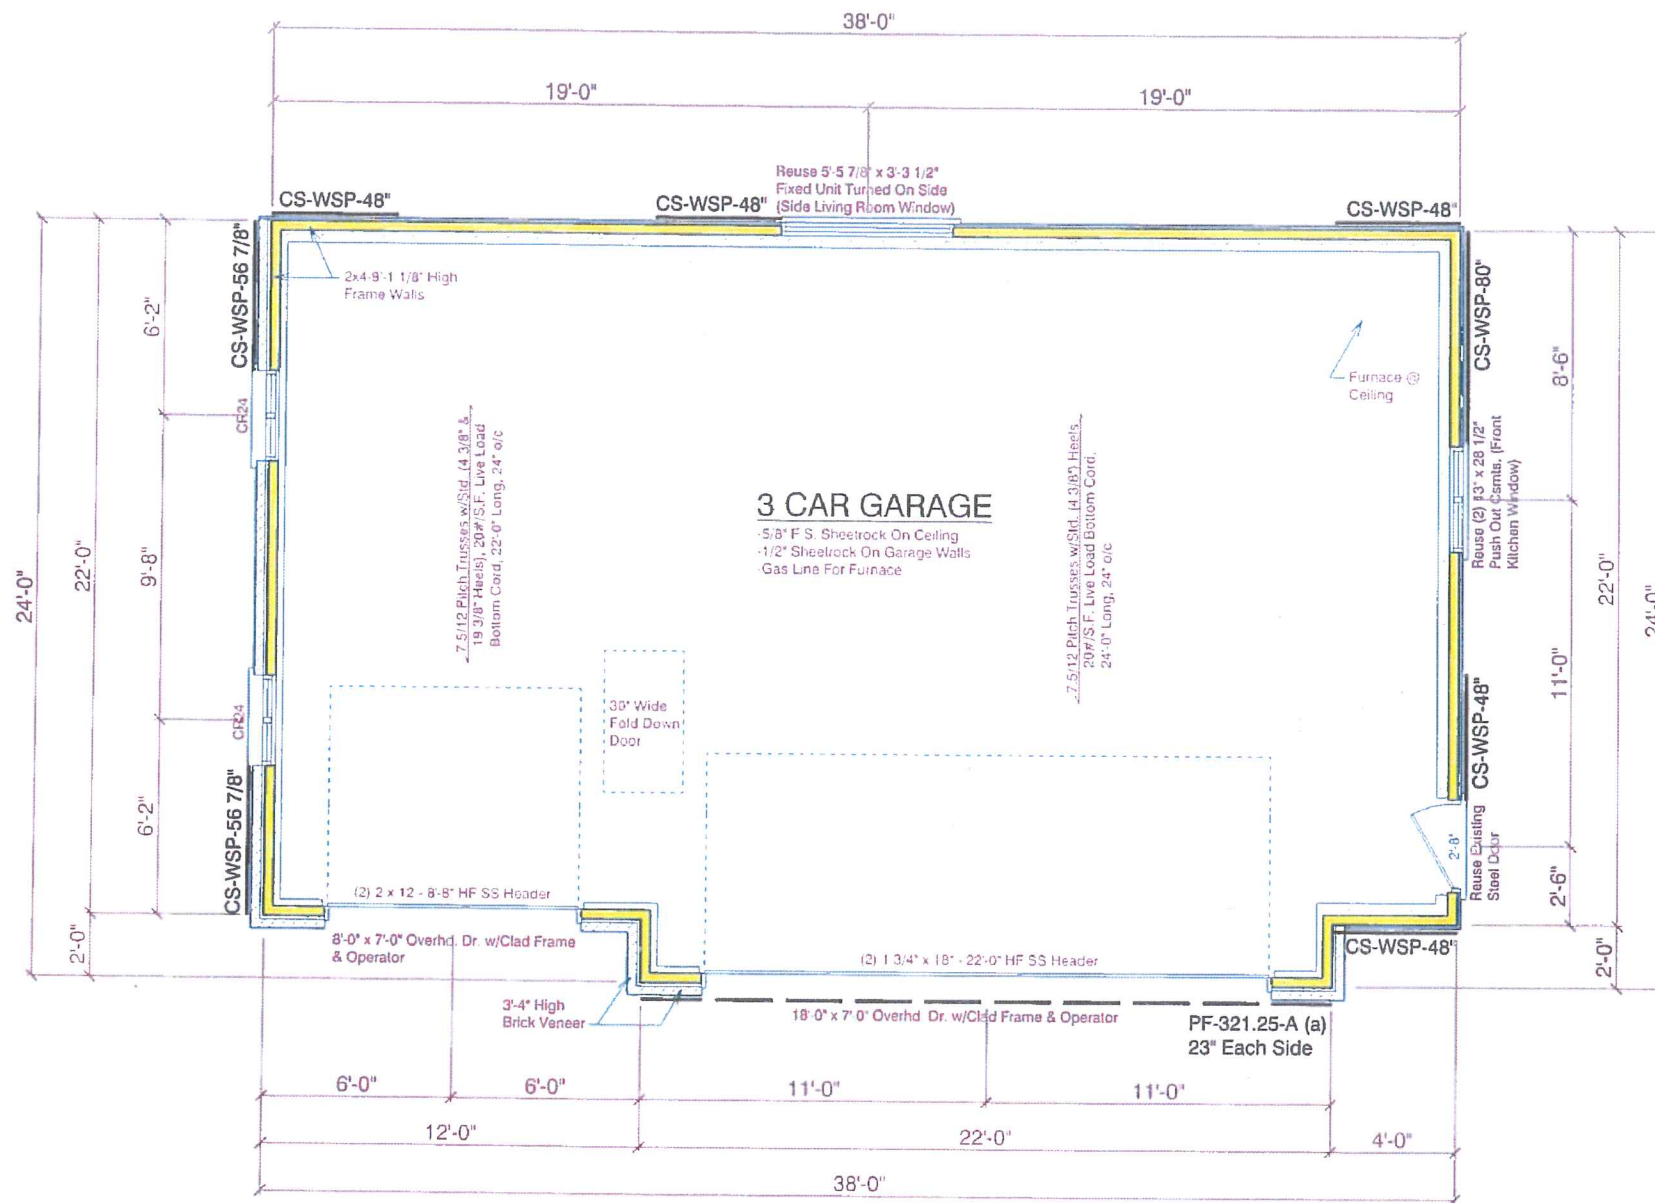 38'-0"
19'-0"
19'-0"
Reuse 5'-5 7/8" x 3'-3 1/2"
Fixed Unit Turned On Side
(Side Living Room Window)
CS-WSP-48"
CS-WSP-48"
CS-WSP-48"
CS-WSP-56 7/8"
2x4-9'-1 1/8" High
Frame Walls
CS-WSP-80"
6'-2"
8'-6"
Furnace @
Ceiling
CR24
7.5/12 Pitch Trusses w/Std. (4 3/8" &
19 3/8" Heels), 20#/S.F. Live Load
Bottom Cord, 22'-0" Long, 24" o/c
7.5/12 Pitch Trusses w/Std. (4 3/8") Heels,
20#/S.F. Live Load Bottom Cord,
24'-0" Long, 24" o/c
Reuse (2) 13" x 28 1/2"
Push Out Csmts. (Front
Kitchen Window)
3 CAR GARAGE
-5/8" F.S. Sheetrock On Ceiling
-1/2" Sheetrock On Garage Walls
-Gas Line For Furnace
24'-0"
22'-0"
9'-8"
22'-0"
24'-0"
11'-0"
CR24
36" Wide
Fold Down
Door
CS-WSP-48"
6'-2"
CS-WSP-56 7/8"
2'-8"
Reuse Existing
Steel Door
2'-6"
(2) 2 x 12 - 8'-8" HF SS Header
8'-0" x 7'-0" Overhd. Dr. w/Clad Frame
& Operator
2'-0"
(2) 1 3/4" x 18" - 22'-0" HF SS Header
CS-WSP-48"
2'-0"
3'-4" High
Brick Veneer
18'-0" x 7'-0" Overhd. Dr. w/Clad Frame & Operator
PF-321.25-A (a)
23" Each Side
6'-0"
6'-0"
11'-0"
11'-0"
12'-0"
22'-0"
4'-0"
38'-0"